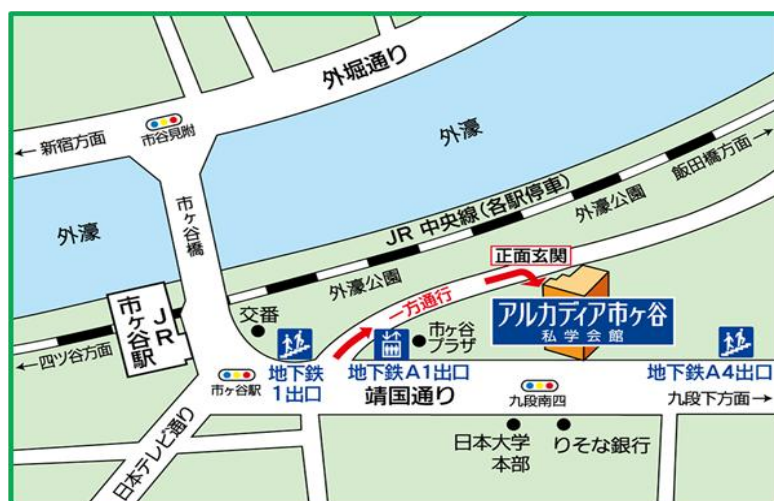 外堀通り
市谷見附
← 新宿方面
外濠
飯田橋方面 →
外濠
市ヶ谷橋
JR 中央線(各駅停車)
外濠公園
外濠公園
正面玄関
一方通行
アルカディア市ヶ谷
私学会館
JR
市ヶ谷駅
交番
市ヶ谷
プラザ
←四ツ谷方面
市ヶ谷駅
地下鉄
1出口
地下鉄A1出口
地下鉄A4出口
靖国通り
九段南四
九段下方面→
日本テレビ通り
日本大学
本部
りそな銀行